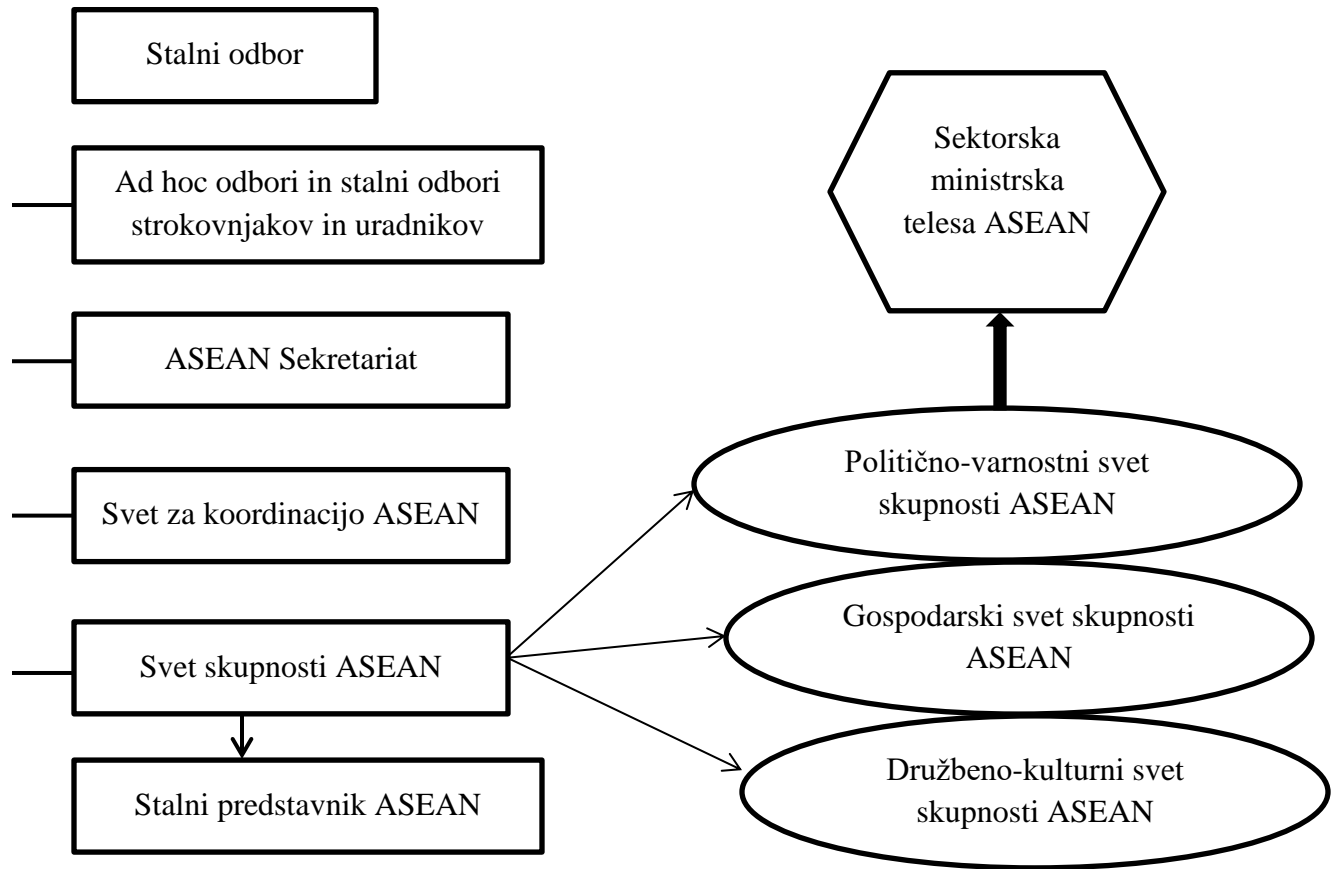 Stalni odbor
Ad hoc odbori in stalni odbori
strokovnjakov in uradnikov
ASEAN Sekretariat
Svet za koordinacijo ASEAN
Svet skupnosti ASEAN
Stalni predstavnik ASEAN
Sektorska
ministrska
telesa ASEAN
Politično-varnostni svet
skupnosti ASEAN
Gospodarski svet skupnosti
ASEAN
Družbeno-kulturni svet
skupnosti ASEAN